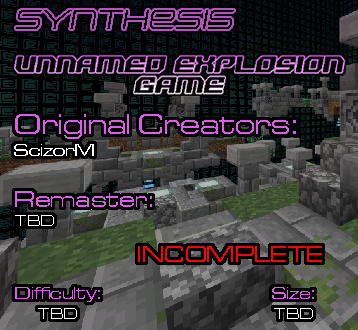 SYNTHESIS
UNNAMED EXPLOSION
GAME
Original Creators:
ScizorM
Remaster:
TBD
INCOMPLETE
Difficulty:
TBD
Size:
TBD